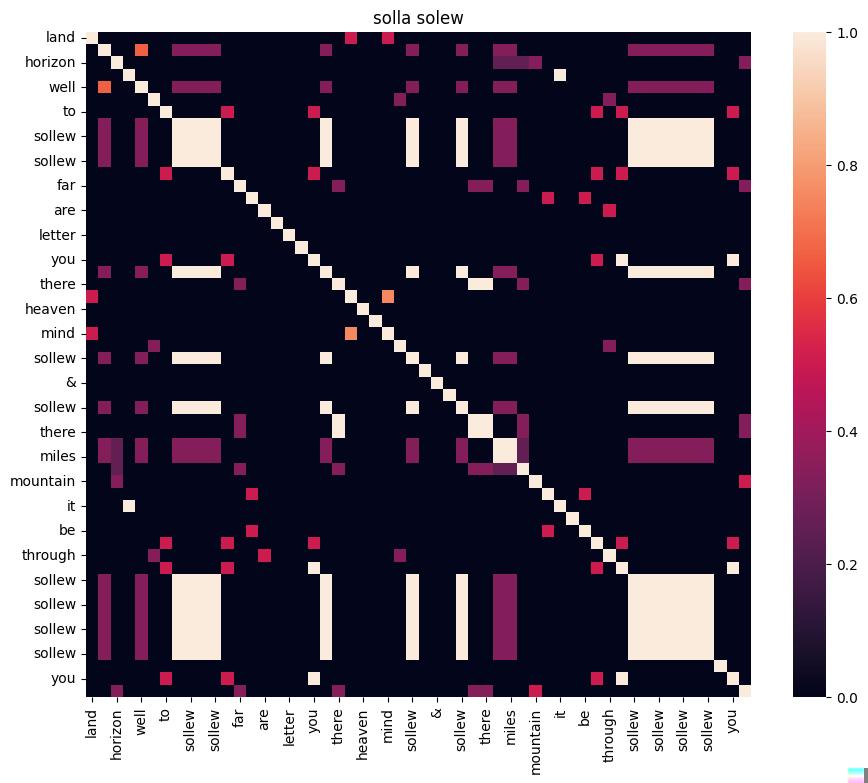 solla solew
land
horizon
well
to
sollew
sollew
far
are
letter
you
there
heaven
mind
sollew
&
sollew
there
miles
mountain
it
be
through
sollew
sollew
sollew
sollew
you
land
horizon
well
to
sollew
sollew
far
are
letter
you
there
heaven
mind
sollew
&
sollew
there
miles
mountain
it
be
through
sollew
sollew
sollew
sollew
you
1.0
0.8
0.6
0.4
0.2
0.0